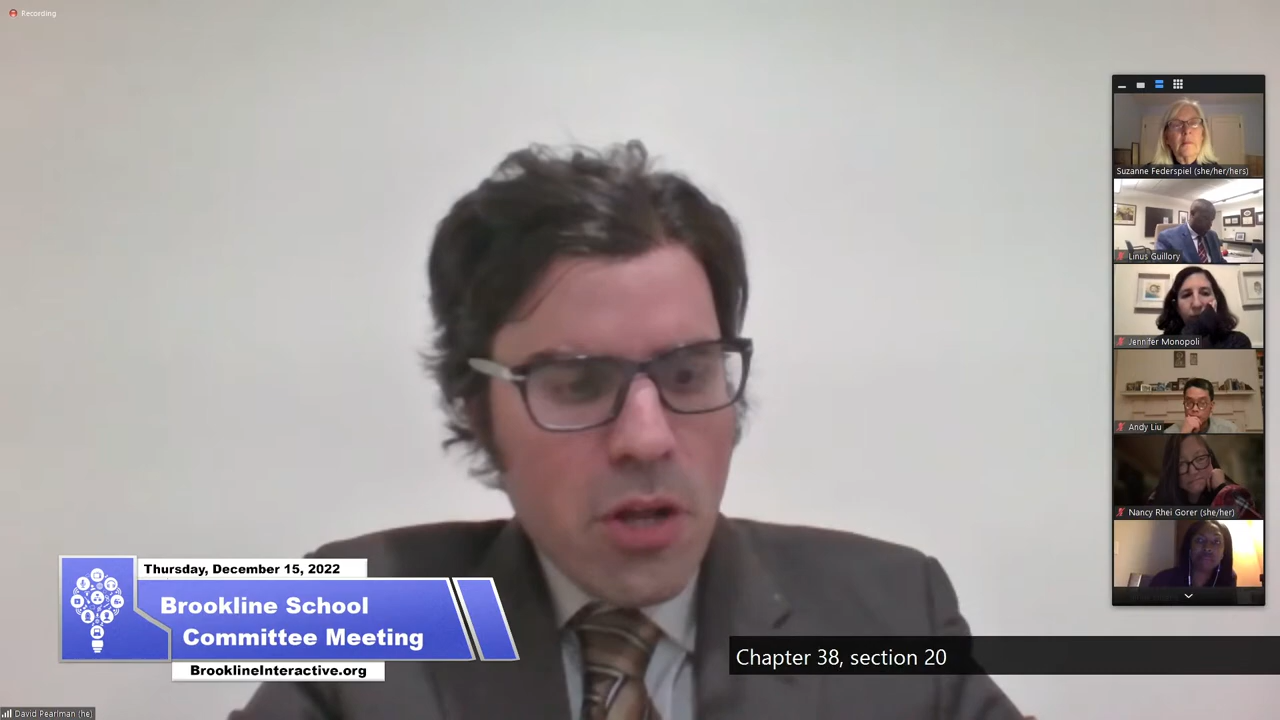 Recording
Suzanne Federspiel (she/her/hers)
Linus Guillory
Jennifer Monopoli
Andy Liu
Nancy Rhei Gorer (she/her)
Thursday, December 15, 2022
Brookline School
Committee Meeting
BrooklineInteractive.org
Chapter 38, section 20
David Pearlman (he)